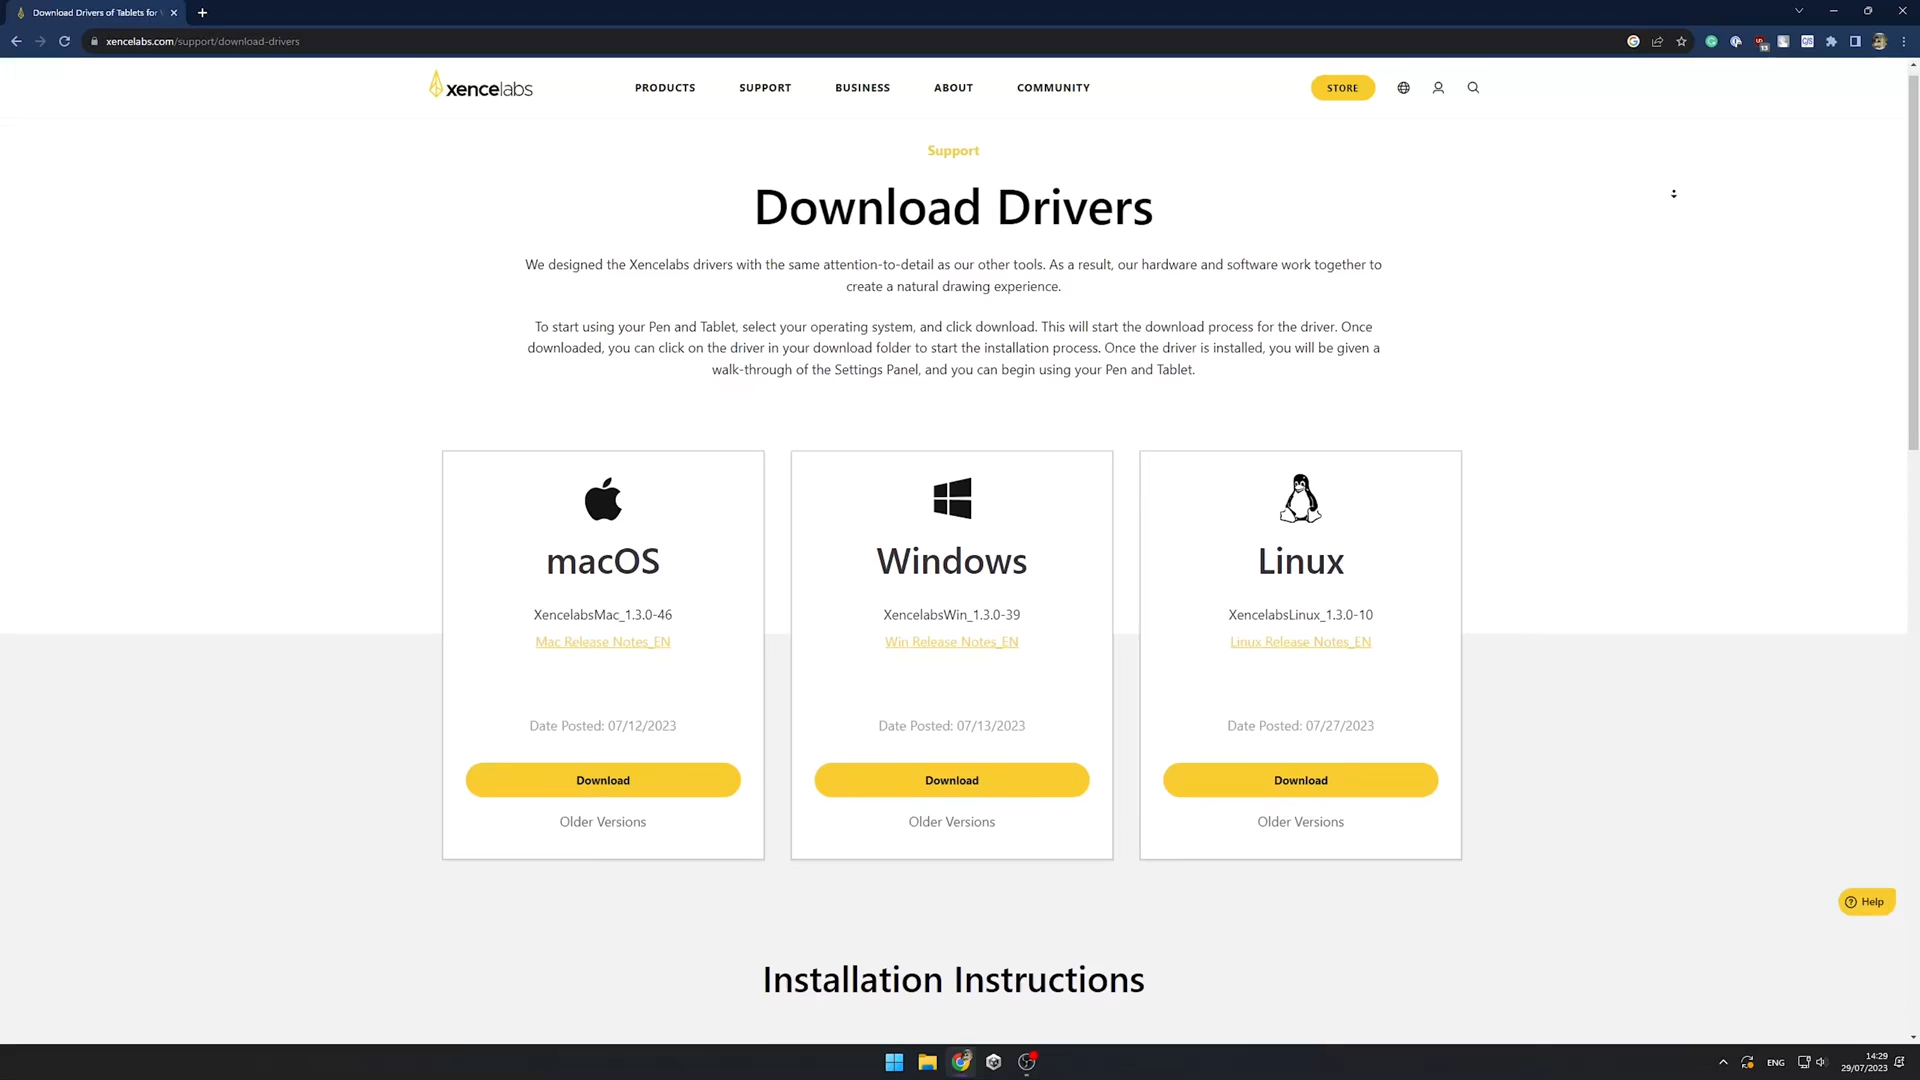 Download Drivers of Tablets for
xencelabs.com/support/download-drivers
13
xencelabs
PRODUCTS
SUPPORT
BUSINESS
ABOUT
COMMUNITY
STORE
Support
Download Drivers
We designed the Xencelabs drivers with the same attention-to-detail as our other tools. As a result, our hardware and software work together to
create a natural drawing experience.
To start using your Pen and Tablet, select your operating system, and click download. This will start the download process for the driver. Once
downloaded, you can click on the driver in your download folder to start the installation process. Once the driver is installed, you will be given a
walk-through of the Settings Panel, and you can begin using your Pen and Tablet.
macOS
XencelabsMac_1.3.0-46
Mac Release Notes_EN
Date Posted: 07/12/2023
Download
Older Versions
Windows
XencelabsWin_1.3.0-39
Win Release Notes_EN
Date Posted: 07/13/2023
Download
Older Versions
Linux
XencelabsLinux_1.3.0-10
Linux Release Notes_EN
Date Posted: 07/27/2023
Download
Older Versions
Help
Installation Instructions
ENG
14:29
29/07/2023